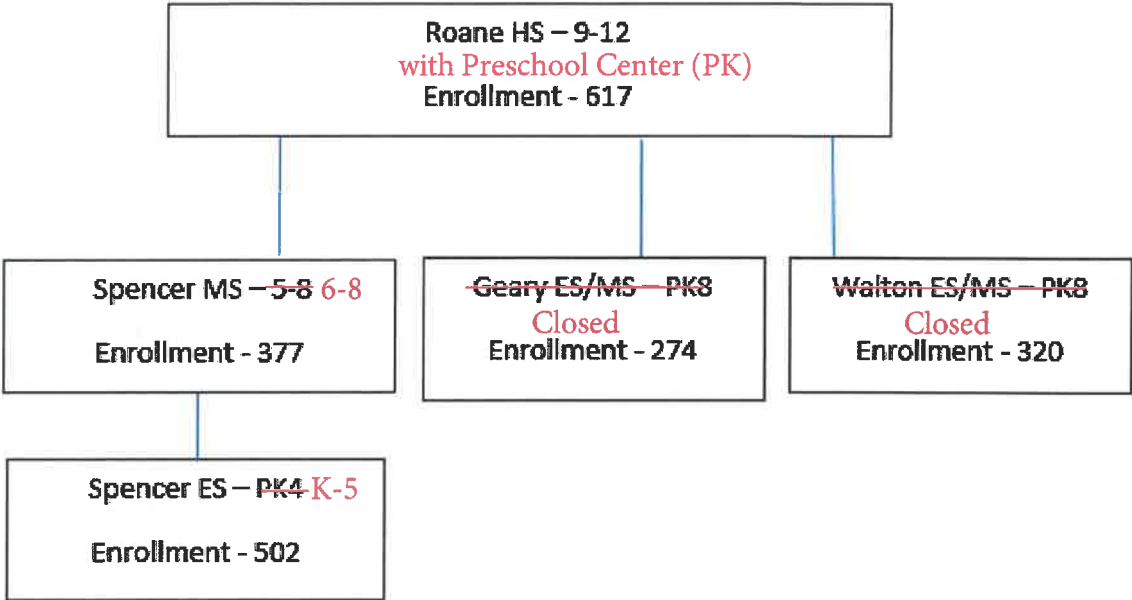 Roane HS – 9-12
with Preschool Center (PK)
Enrollment - 617
Spencer MS – 5-8 6-8
Enrollment - 377
Geary ES/MS – PK8
Closed
Enrollment - 274
Walton ES/MS – PK8
Closed
Enrollment - 320
Spencer ES – PK4 K-5
Enrollment - 502